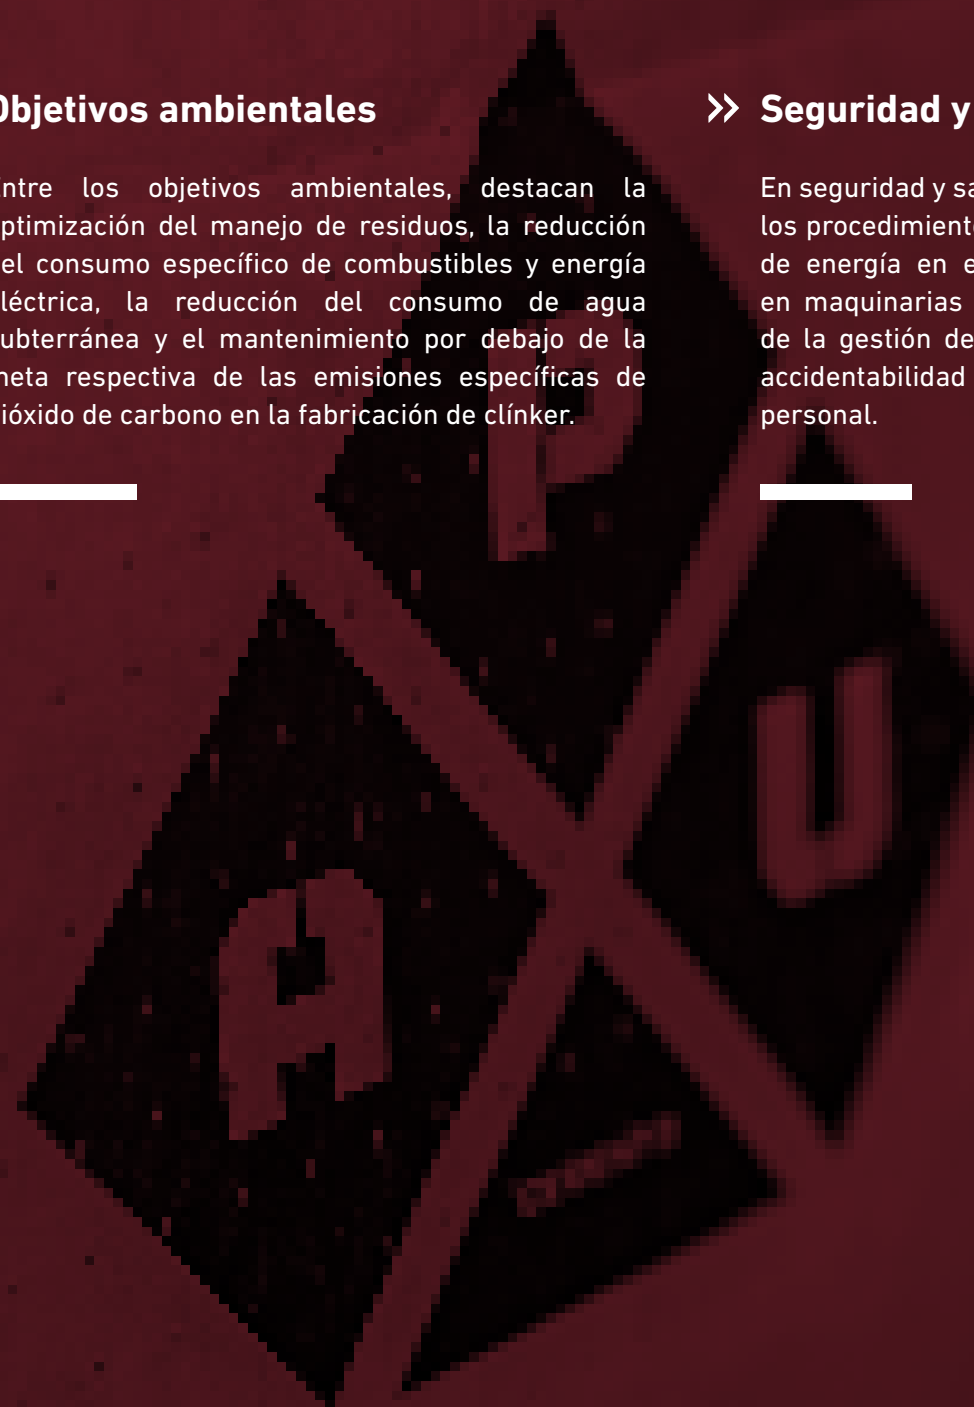 Objetivos ambientales
ntre los objetivos ambientales, destacan la
ptimización del manejo de residuos, la reducción
el consumo específico de combustibles y energía
léctrica, la reducción del consumo de agua
ubterránea y el mantenimiento por debajo de la
meta respectiva de las emisiones específicas de
ióxido de carbono en la fabricación de clínker.
» Seguridad y
En seguridad y sa
los procedimient
de energía en e
en maquinarias
de la gestión de
accidentabilidad
personal.
P
U
A